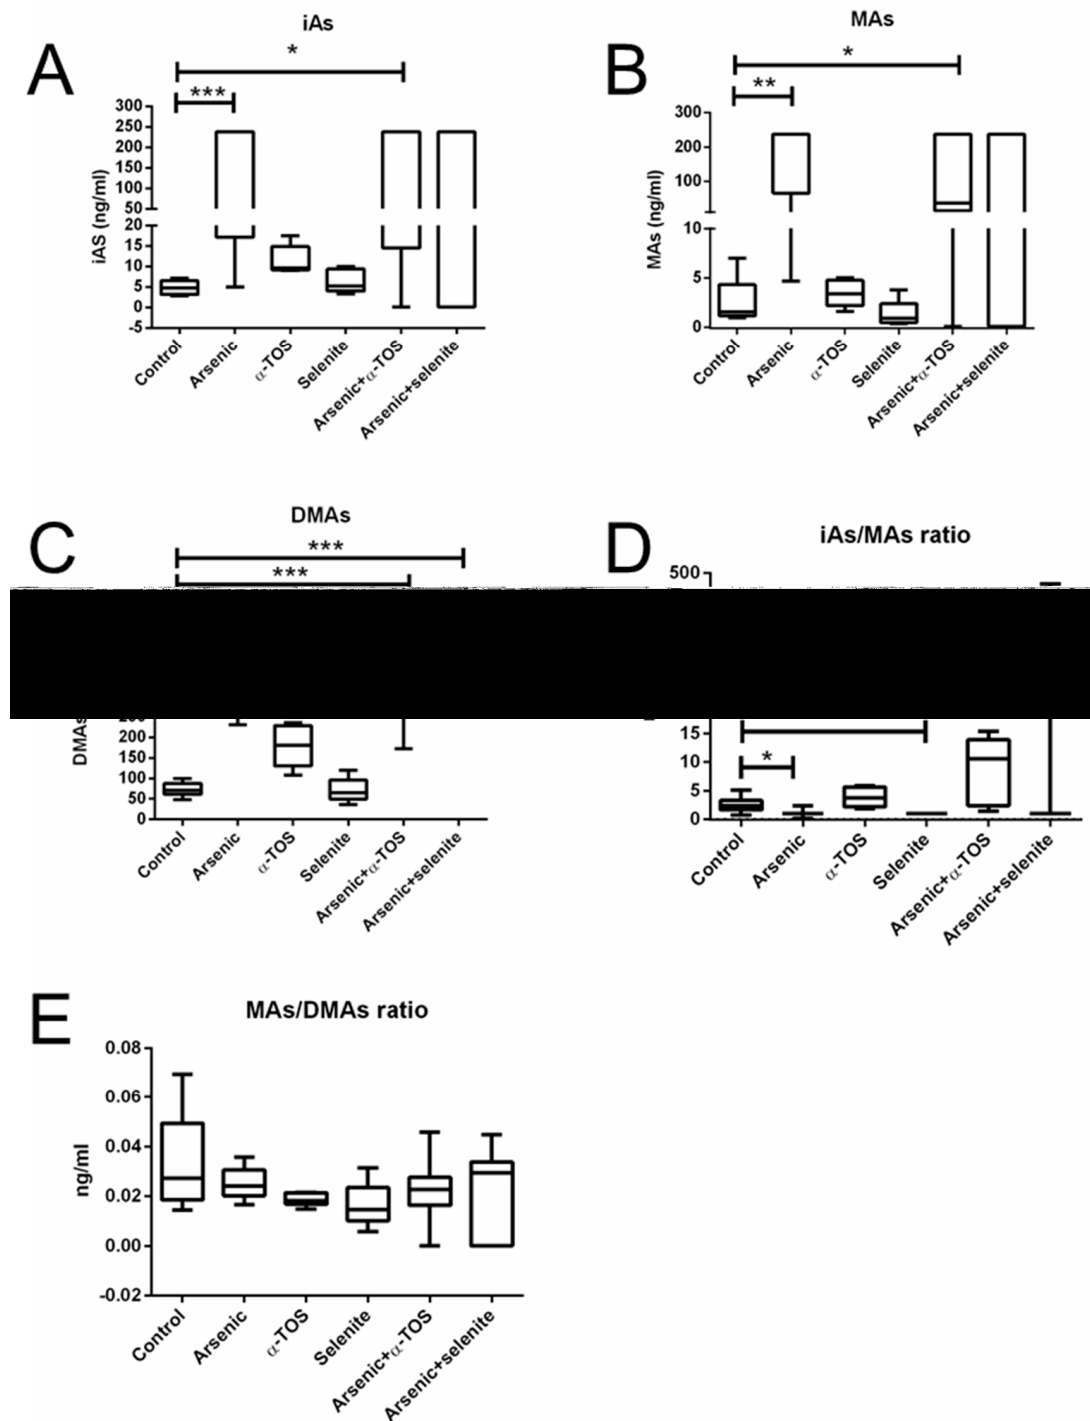 iAs
A
*
***
300
250
200
150
100
50
20
15
10
5
0
-5
iAS (ng/ml)
Control
Arsenic
α-TOS
Selenite
Arsenic+α-TOS
Arsenic+selenite
MAs
B
*
**
300
200
100
10
5
0
MAs (ng/ml)
Control
Arsenic
α-TOS
Selenite
Arsenic+α-TOS
Arsenic+selenite
DMAs
C
***
***
200
150
100
50
0
DMAs
Control
Arsenic
α-TOS
Selenite
Arsenic+α-TOS
Arsenic+selenite
iAs/MAs ratio
D
500
15
10
5
0
*
Control
Arsenic
α-TOS
Selenite
Arsenic+α-TOS
Arsenic+selenite
MAs/DMAs ratio
E
0.08
0.06
0.04
0.02
0.00
-0.02
ng/ml
Control
Arsenic
α-TOS
Selenite
Arsenic+α-TOS
Arsenic+selenite